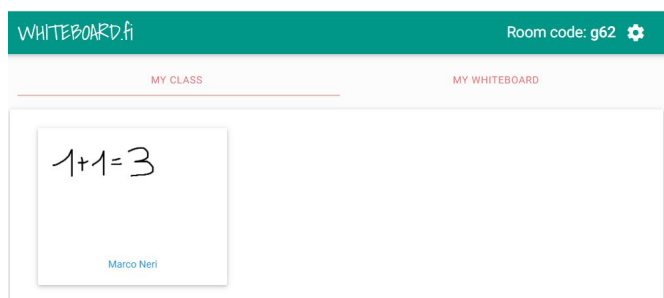 WHITEBOARD.fi
Room code: g62
MY CLASS
MY WHITEBOARD
1+1=3
Marco Neri